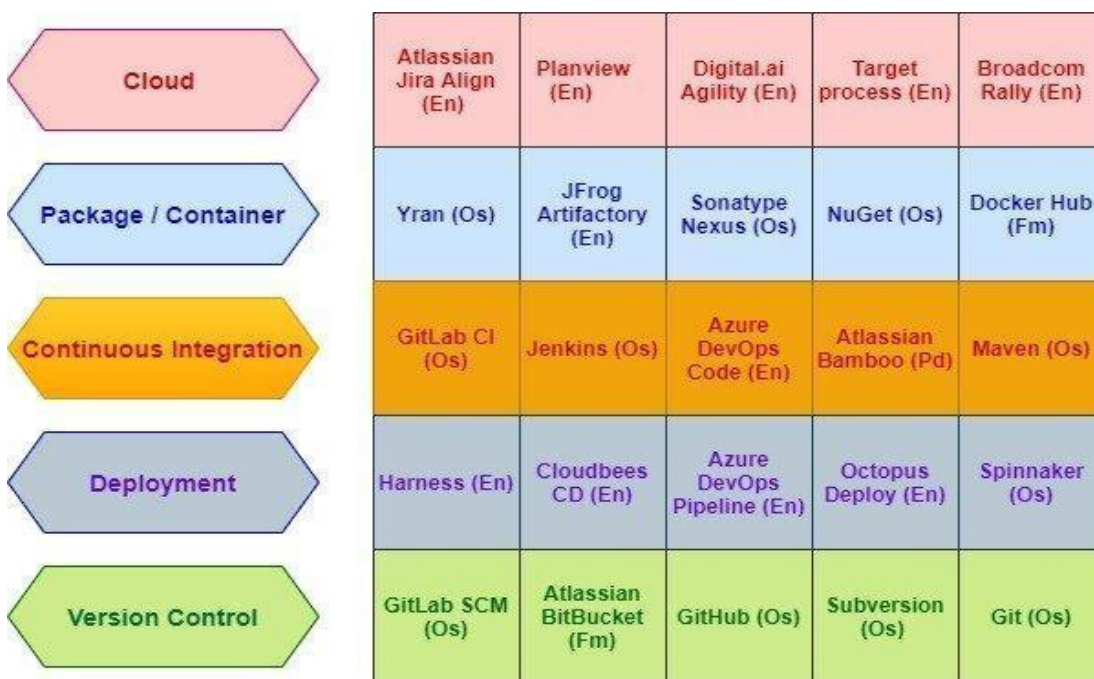 Cloud
Atlassian
Jira Align
(En)
Planview
(En)
Digital.ai
Agility (En)
Target
process (En)
Broadcom
Rally (En)
Package / Container
Yran (Os)
JFrog
Artifactory
(En)
Sonatype
Nexus (Os)
NuGet (Os)
Docker Hub
(Fm)
Continuous Integration
GitLab CI
(Os)
Jenkins (Os)
Azure
DevOps
Code (En)
Atlassian
Bamboo (Pd)
Maven (Os)
Deployment
Harness (En)
Cloudbees
CD (En)
Azure
DevOps
Pipeline (En)
Octopus
Deploy (En)
Spinnaker
(Os)
Version Control
GitLab SCM
(Os)
Atlassian
BitBucket
(Fm)
GitHub (Os)
Subversion
(Os)
Git (Os)